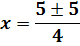 x = (5 ± 5)/4